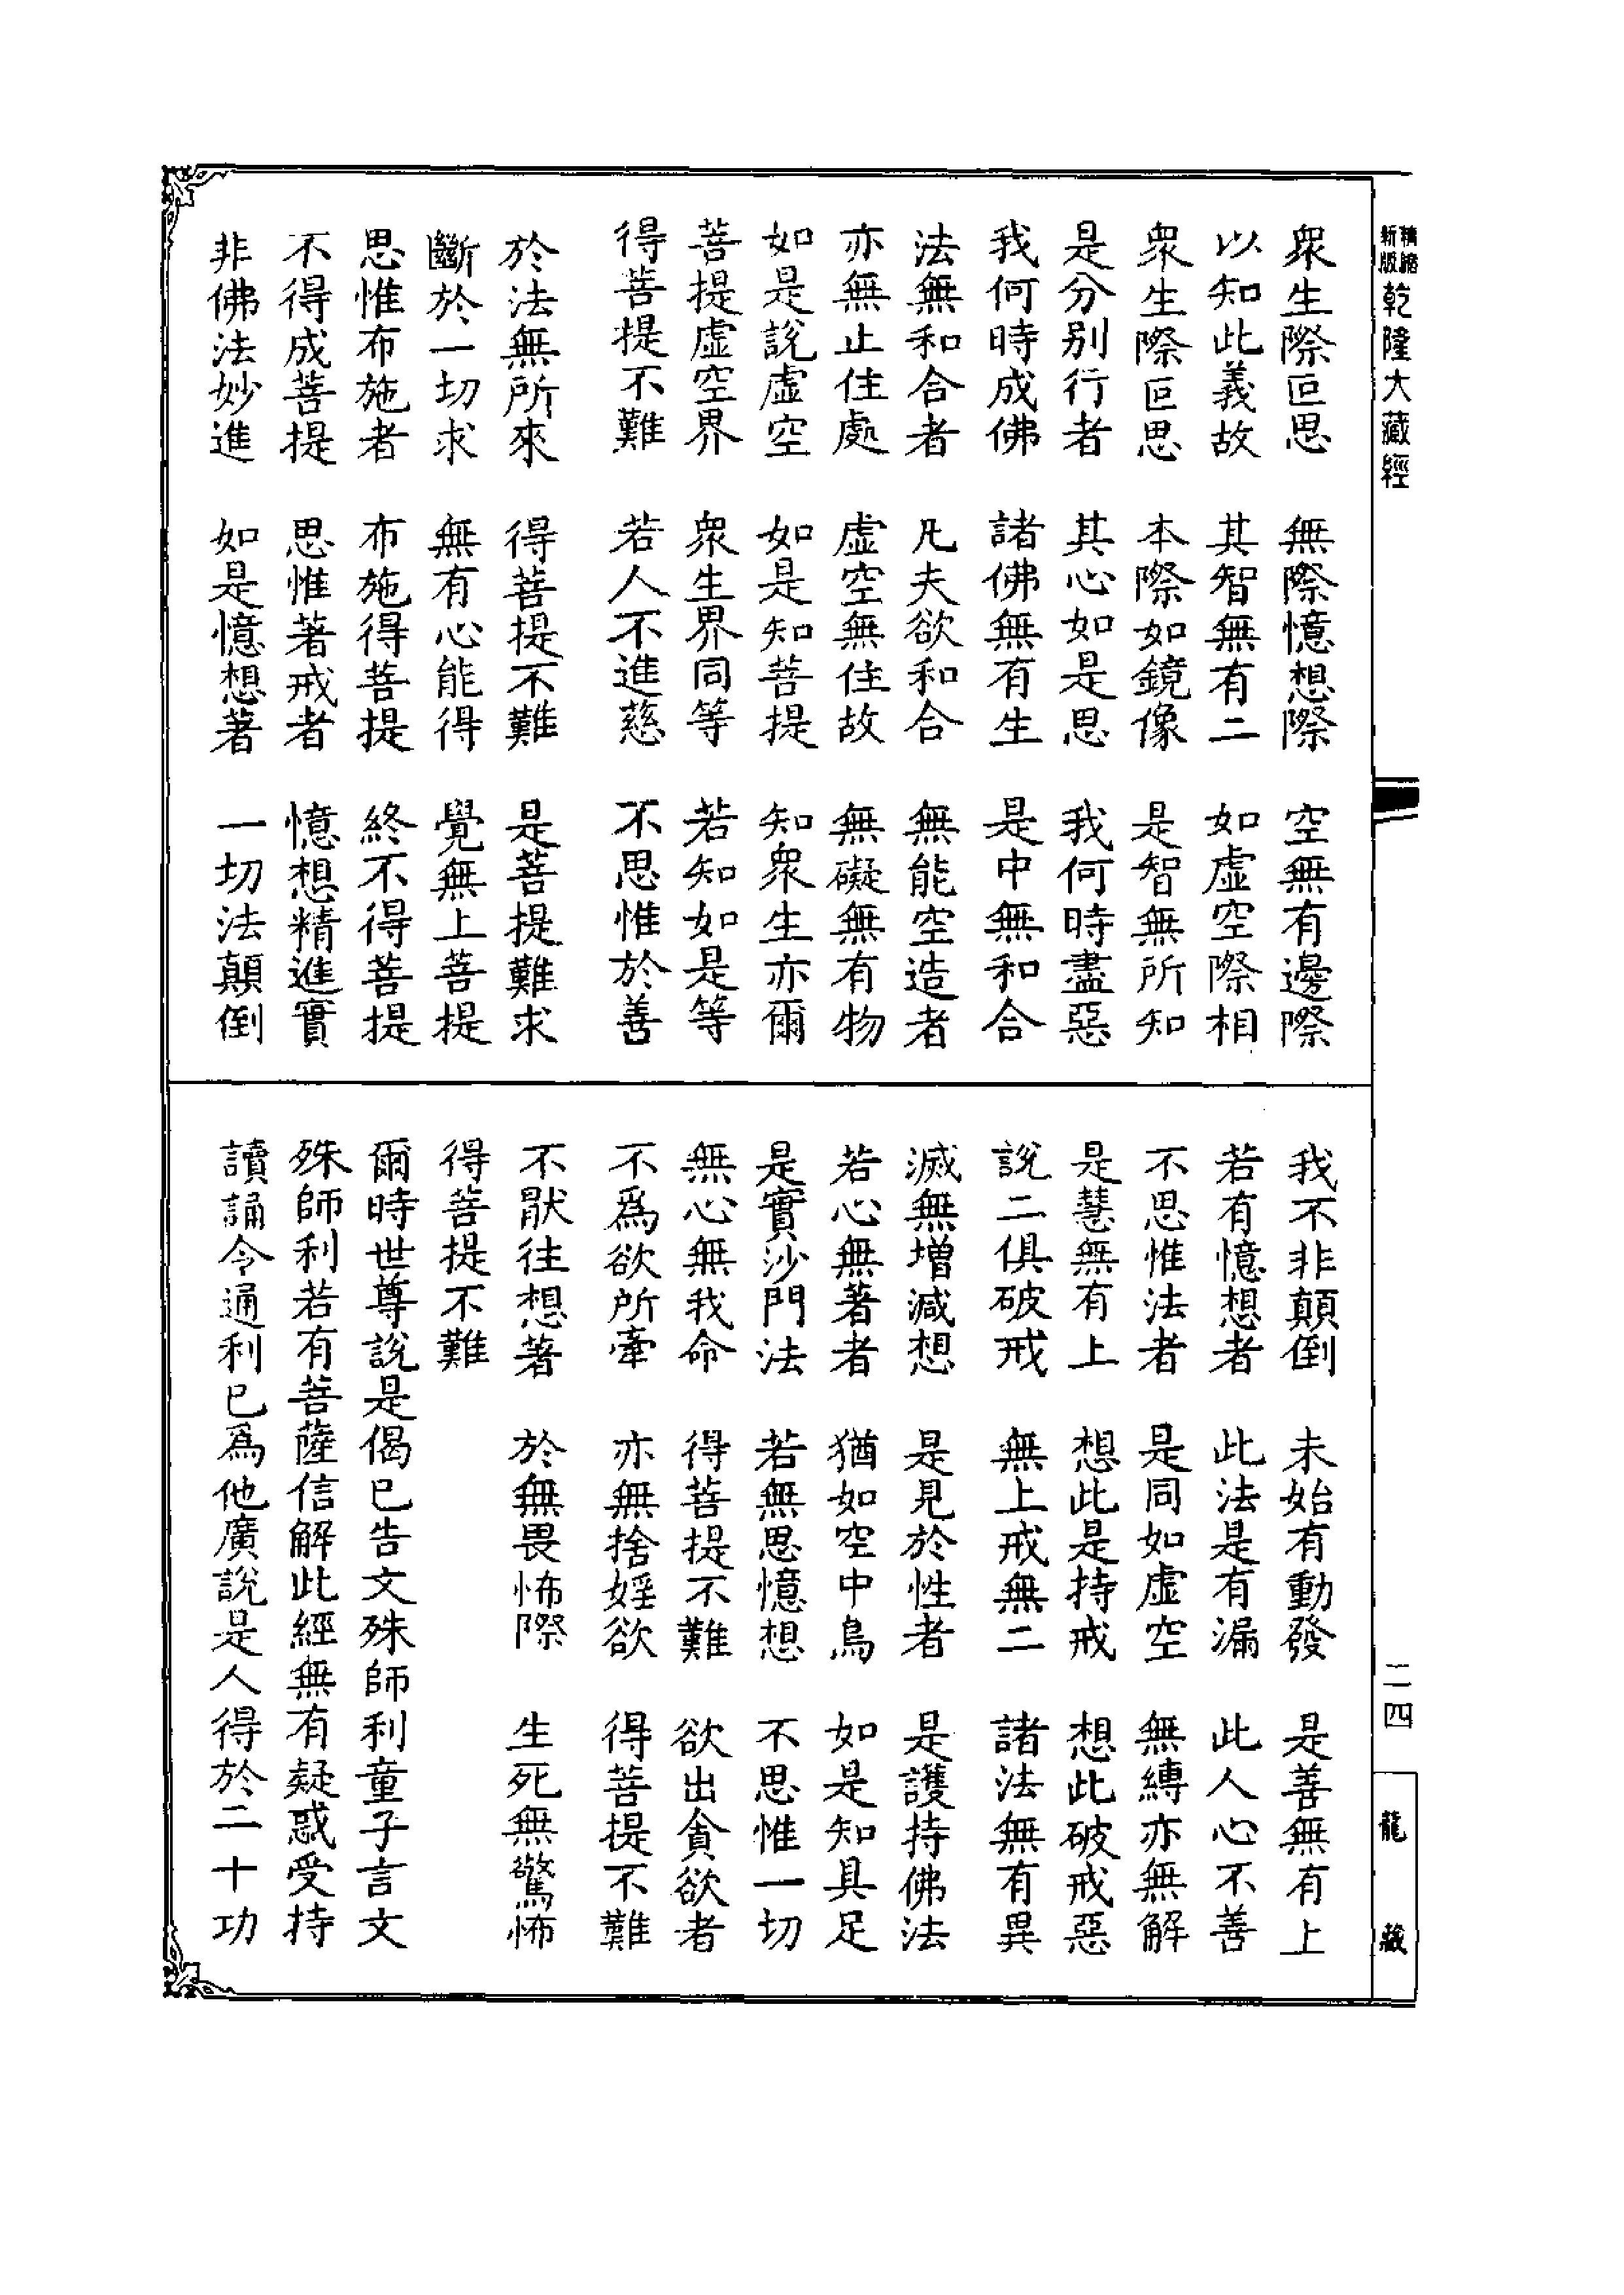 精縮
新版
乾隆大藏經
衆生際叵思　無際憶想際　空無有邊際
以知此義故　其智無有二　如虛空際相
衆生際叵思　本際如鏡像　是智無所知
是分别行者　其心如是思　我何時盡惡
我何時成佛　諸佛無有生　是中無和合
法無和合者　凡夫欲和合　無能空造者
亦無止住處　虛空無住故　無礙無有物
如是說虛空　如是知菩提　知衆生亦爾
菩提虛空界　衆生界同等　若知如是等
得菩提不難　若人不進慈　不思惟於善
於法無所來　得菩提不難　是菩提難求
斷於一切求　無有心能得　覺無上菩提
思惟布施者　布施得菩提　終不得菩提
不得成菩提　思惟著戒者　憶想精進實
非佛法妙進　如是憶想著　一切法顛倒
我不非顛倒　未始有動發　是善無有上
若有憶想者　此法是有漏　此人心不善
不思惟法者　是同如虛空　無縛亦無解
是慧無有上　想此是持戒　想此破戒惡
說二俱破戒　無上戒無二　諸法無有異
滅無增減想　是見於性者　是護持佛法
若心無著者　猶如空中鳥　如是知具足
是實沙門法　若無思憶想　不思惟一切
無心無我命　得菩提不難　欲出貪欲者
不爲欲所牽　亦無捨婬欲　得菩提不難
不猒往想著　於無畏怖際　生死無驚怖
得菩提不難
爾時世尊說是偈已告文殊師利童子言文
殊師利若有菩薩信解此經無有疑惑受持
讀誦令通利已爲他廣說是人得於二十功
二四
龍藏